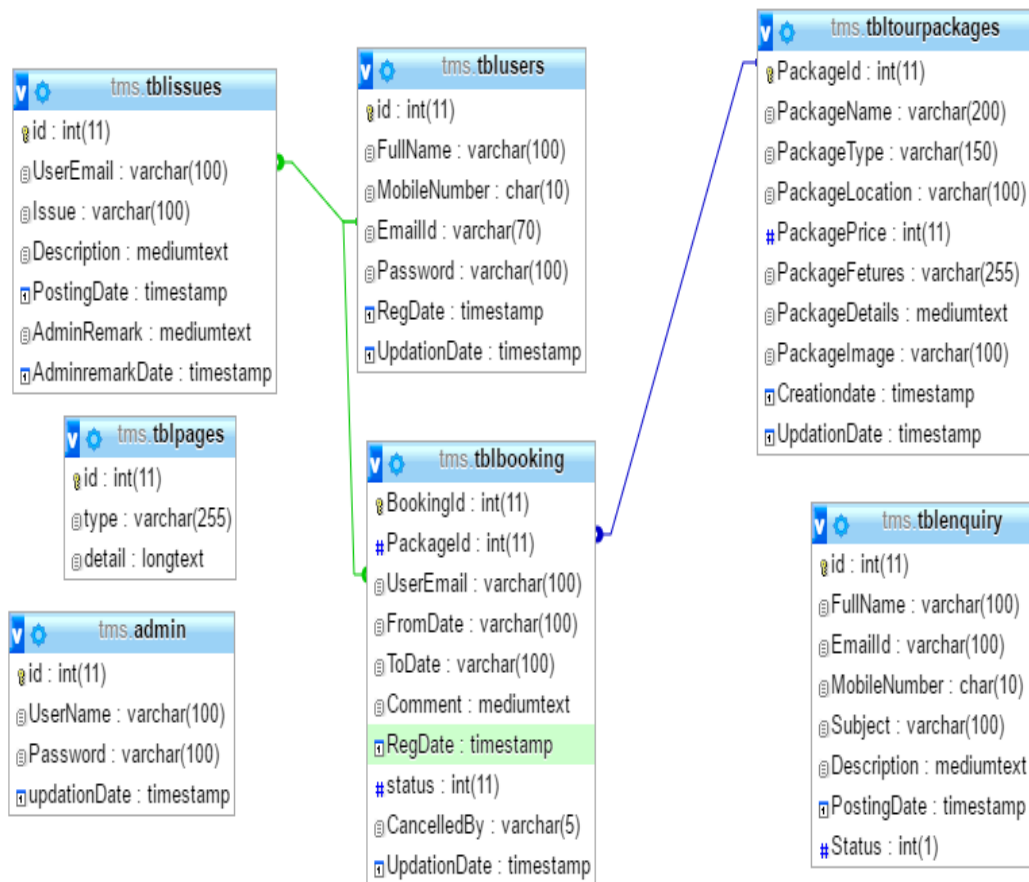 tms.tblissues
id : int(11)
UserEmail : varchar(100)
Issue : varchar(100)
Description : mediumtext
PostingDate : timestamp
AdminRemark : mediumtext
AdminremarkDate : timestamp
tms.tblusers
id : int(11)
FullName : varchar(100)
MobileNumber : char(10)
EmailId : varchar(70)
Password : varchar(100)
RegDate : timestamp
UpdationDate : timestamp
tms.tbltourpackages
PackageId : int(11)
PackageName : varchar(200)
PackageType : varchar(150)
PackageLocation : varchar(100)
#PackagePrice : int(11)
PackageFetures : varchar(255)
PackageDetails : mediumtext
PackageImage : varchar(100)
Creationdate : timestamp
UpdationDate : timestamp
tms.tblpages
id : int(11)
type : varchar(255)
detail : longtext
tms.admin
id : int(11)
UserName : varchar(100)
Password : varchar(100)
updationDate : timestamp
tms.tblbooking
BookingId : int(11)
#PackageId : int(11)
UserEmail : varchar(100)
FromDate : varchar(100)
ToDate : varchar(100)
Comment : mediumtext
RegDate : timestamp
#status : int(11)
CancelledBy : varchar(5)
UpdationDate : timestamp
tms.tblenquiry
id : int(11)
FullName : varchar(100)
EmailId : varchar(100)
MobileNumber : char(10)
Subject : varchar(100)
Description : mediumtext
PostingDate : timestamp
#Status : int(1)